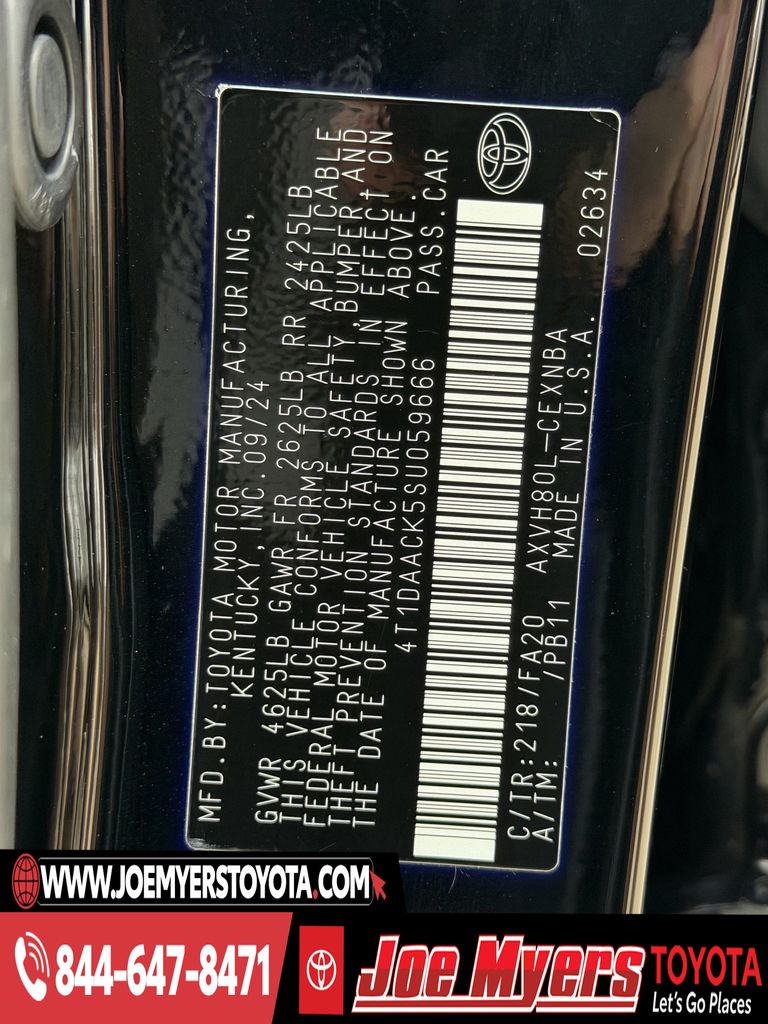 MFD.BY:TOYOTA MOTOR MANUFACTURING,
KENTUCKY,INC.09/24
GVWR 4625LB GAWR FR 2625LB RR 2425LB
THIS VEHICLE CONFORMS TO ALL APPLICABLE
FEDERAL MOTOR VEHICLE SAFETY, BUMPER AND
THEFT PREVENTION STANDARDS IN EFFECT ON
THE DATE OF MANUFACTURE SHOWN ABOVE.
4T1DAACK5SU059666 PASS.CAR
C/TR:218/FA20 AXVH80L-CEXNBA 02634
A/TM: /PB11 MADE IN U.S.A.
WWW.JOEMYERSTOYOTA.COM
844-647-8471
Joe Myers TOYOTA
Let's Go Places